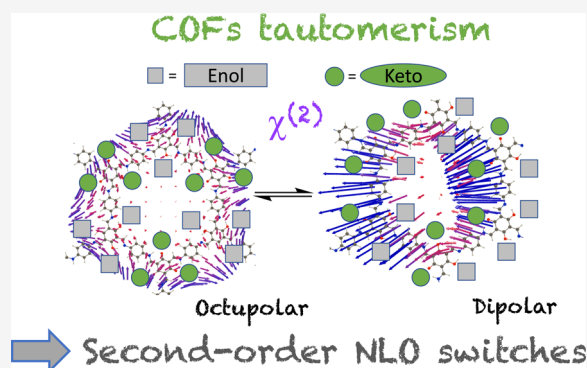 COFs tautomerism
= Enol = Keto
χ(2)
Octupolar Dipolar
Second-order NLO switches